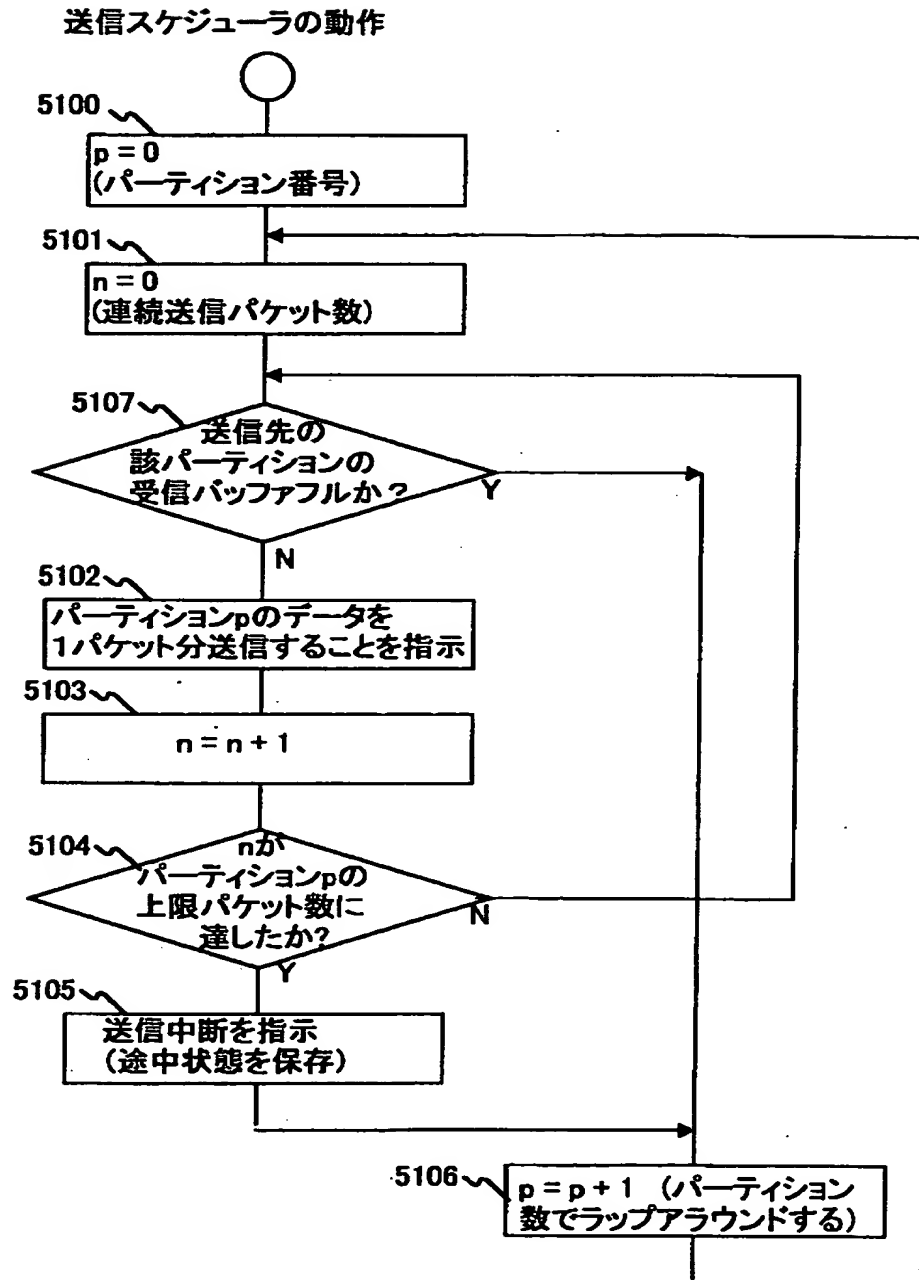 送信スケジューラの動作
5100
p = 0
(パーティション番号)
5101
n = 0
(連続送信パケット数)
5107
送信先の
該パーティションの
受信バッファフルか?
Y
N
5102
パーティションpのデータを
1パケット分送信することを指示
5103
n = n + 1
5104
nが
パーティションpの
上限パケット数に
達したか?
N
Y
5105
送信中断を指示
(途中状態を保存)
5106
p = p + 1 (パーティション
数でラップアラウンドする)